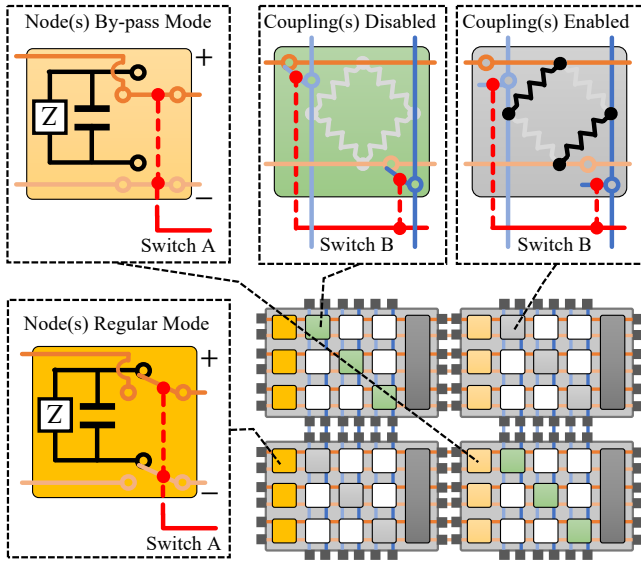 Node(s) By-pass Mode
+
Z
−
Switch A
Coupling(s) Disabled
Switch B
Coupling(s) Enabled
Switch B
Node(s) Regular Mode
+
Z
−
Switch A